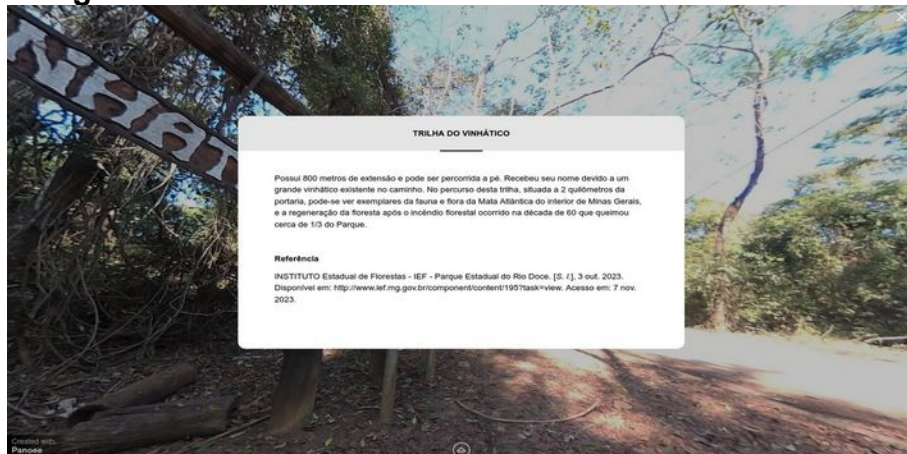 NHAT
TRILHA DO VINHÁTICO
Possui 800 metros de extensão e pode ser percorrida a pé. Recebeu seu nome devido a um
grande vinhático existente no caminho. No percurso desta trilha, situada a 2 quilômetros da
portaria, pode-se ver exemplares da fauna e flora da Mata Atlântica do interior de Minas Gerais,
e a regeneração da floresta após o incêndio florestal ocorrido na década de 60 que queimou
cerca de 1/3 do Parque.
Referência
INSTITUTO Estadual de Florestas - IEF - Parque Estadual do Rio Doce. [S. l.], 3 out. 2023.
Disponível em: http://www.ief.mg.gov.br/component/content/195?task=view. Acesso em: 7 nov.
2023.
Created with
Panoee